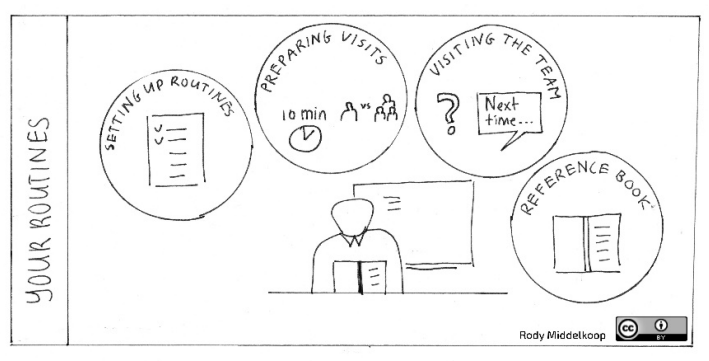 YOUR ROUTINES
SETTING UP ROUTINES
PREPARING VISITS
10 min
vs
VISITING THE TEAM
?
Next
time...
REFERENCE BOOK
Rody Middelkoop
cc
BY